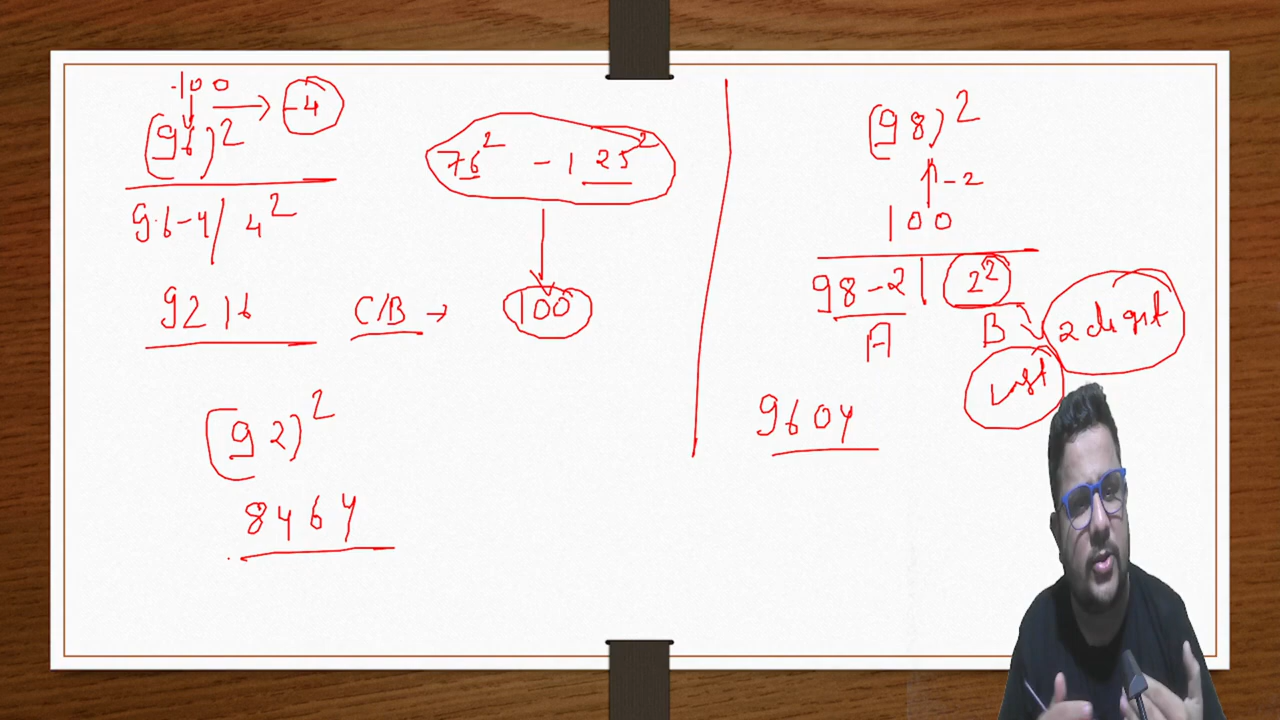 100
(96)² → -4
96-4/ 4²
9216
C/B →
76² - 125²
100
(92)²
8464
(98)²
-2
100
98-2| 2²
A B
2 digit
Last
9604